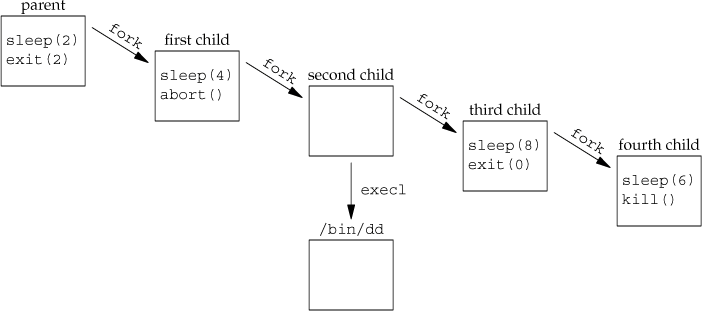 parent
sleep(2)
exit(2)
fork
first child
sleep(4)
abort()
fork
second child
execl
/bin/dd
fork
third child
sleep(8)
exit(0)
fork
fourth child
sleep(6)
kill()